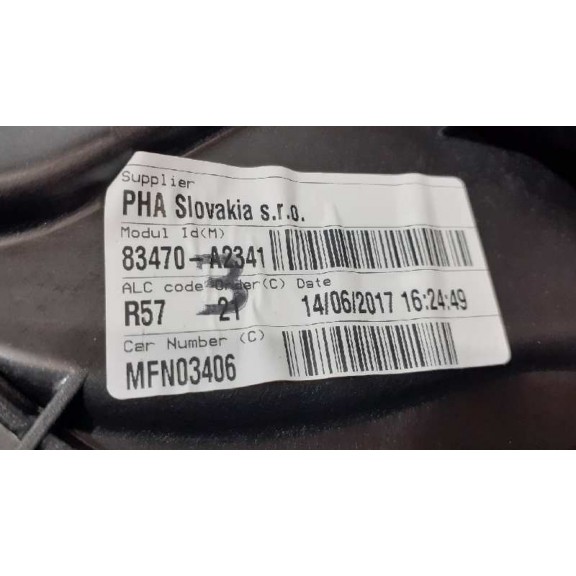 Supplier
PHA Slovakia s.r.o.
Modul Id(M)
83470-A2341
ALC code Order(C) Date
R57 21 14/06/2017 16:24:49
Car Number (C)
MFN03406
3